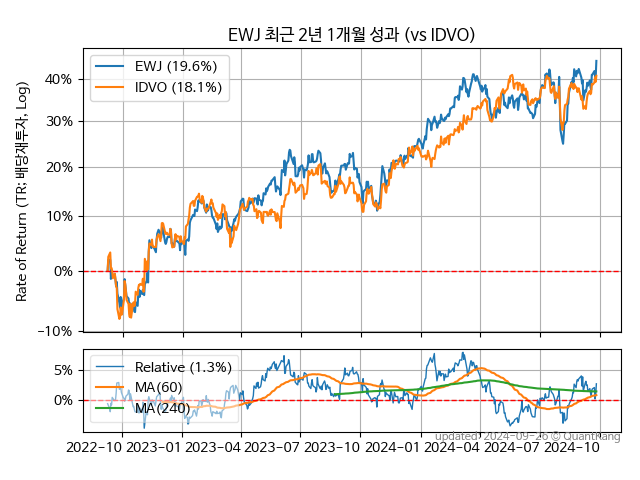 EWJ 최근 2년 1개월 성과 (vs IDVO)
Rate of Return (TR: 배당재투자, Log)
EWJ (19.6%)
IDVO (18.1%)
40%
30%
20%
10%
0%
−10%
Relative (1.3%)
MA(60)
MA(240)
5%
0%
2022-10 2023-01 2023-04 2023-07 2023-10 2024-01 2024-04 2024-07 2024-10
updated: 2024-09-26 © QuantKang